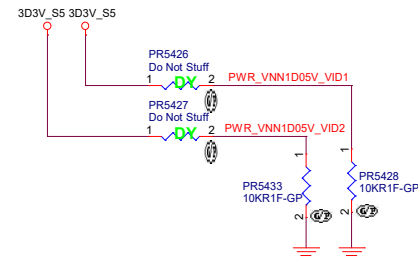 3D3V_S5 3D3V_S5
PR5426
Do Not Stuff
1 DY 2 PWR_VNN1D05V_VID1
G/P
PR5427
Do Not Stuff
1 DY 2 PWR_VNN1D05V_VID2
G/P
1 1
PR5433
10KR1F-GP
PR5428
10KR1F-GP
2 G/P 2 G/P